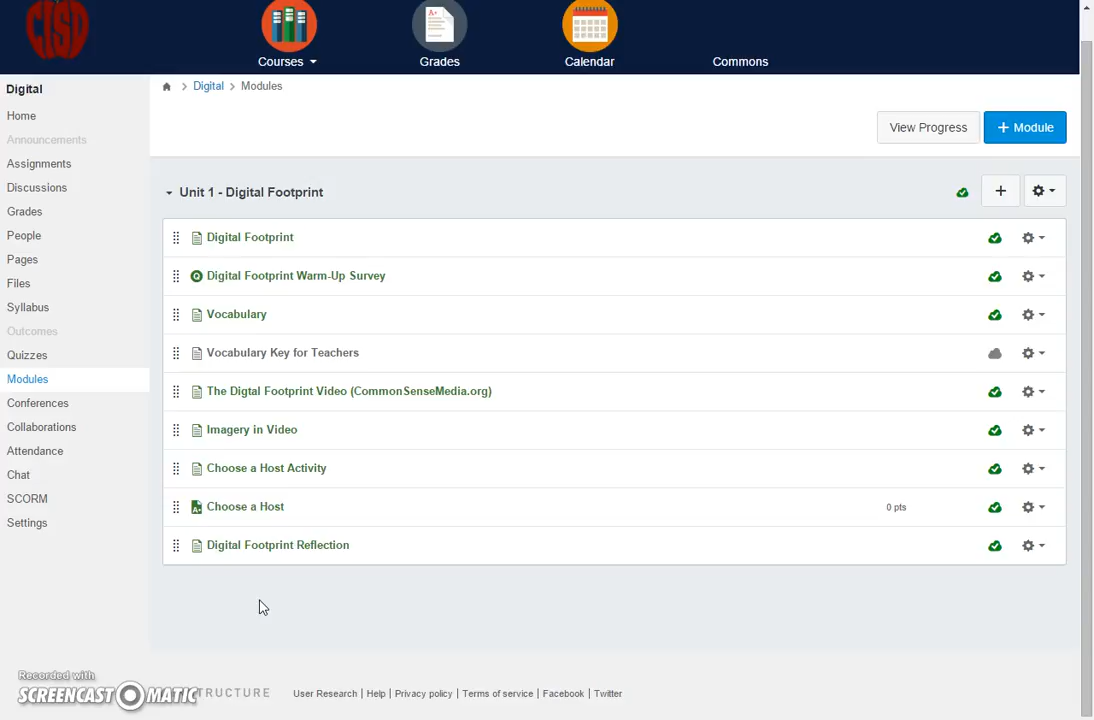 CISD
A+
Courses
Grades
Calendar
Commons
Digital
Home
Announcements
Assignments
Discussions
Grades
People
Pages
Files
Syllabus
Outcomes
Quizzes
Modules
Conferences
Collaborations
Attendance
Chat
SCORM
Settings
Digital > Modules
View Progress
+ Module
Unit 1 - Digital Footprint
Digital Footprint
Digital Footprint Warm-Up Survey
Vocabulary
Vocabulary Key for Teachers
The Digtal Footprint Video (CommonSenseMedia.org)
Imagery in Video
Choose a Host Activity
Choose a Host
0 pts
Digital Footprint Reflection
Recorded with
SCREENCAST MATIC
STRUCTURE
User Research | Help | Privacy policy | Terms of service | Facebook | Twitter